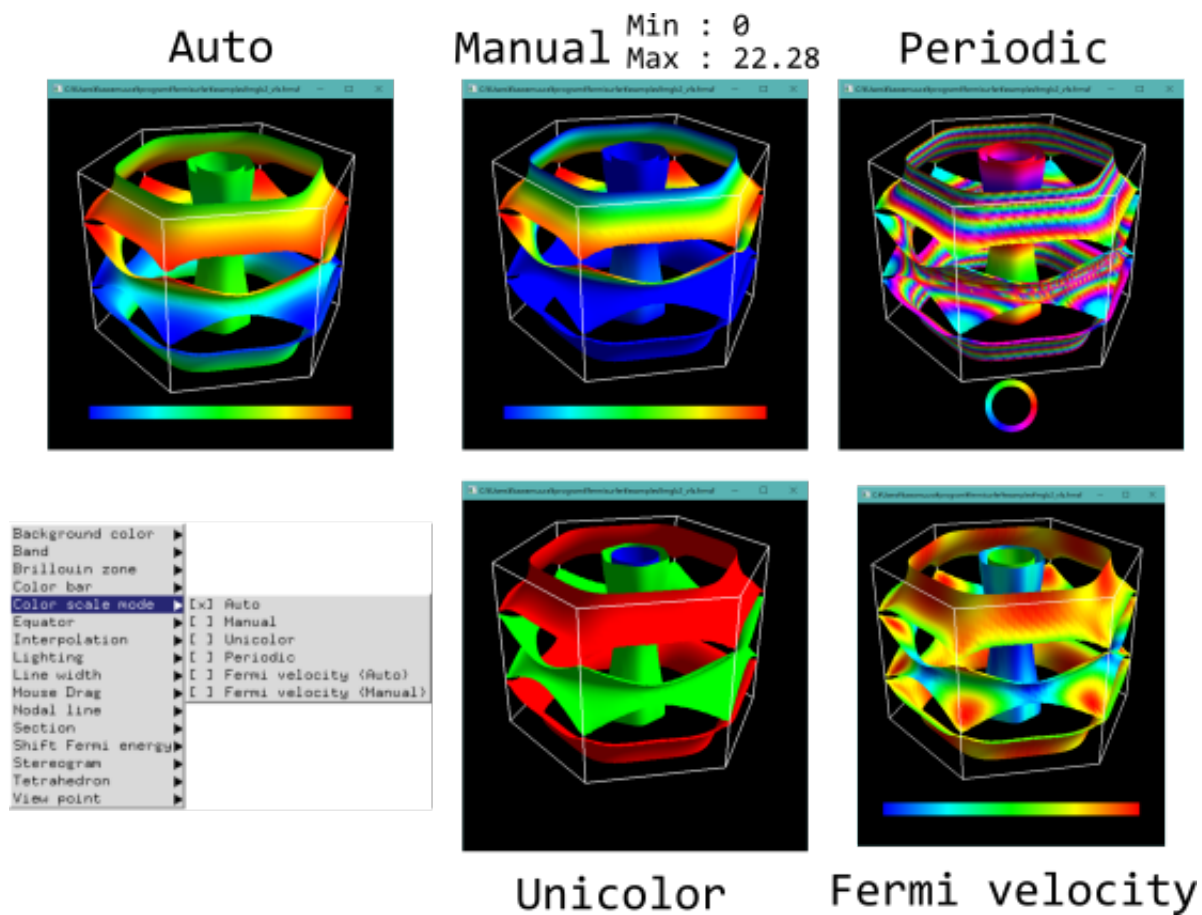 Auto
Manual
Min : 0
Max : 22.28
Periodic
Background color
Band
Brillouin zone
Color bar
Color scale mode
Equator
Interpolation
Lighting
Line width
Mouse Drag
Nodal line
Section
Shift Fermi energy
Stereogram
Tetrahedron
View point
[x] Auto
[ ] Manual
[ ] Unicolor
[ ] Periodic
[ ] Fermi velocity (Auto)
[ ] Fermi velocity (Manual)
Unicolor
Fermi velocity